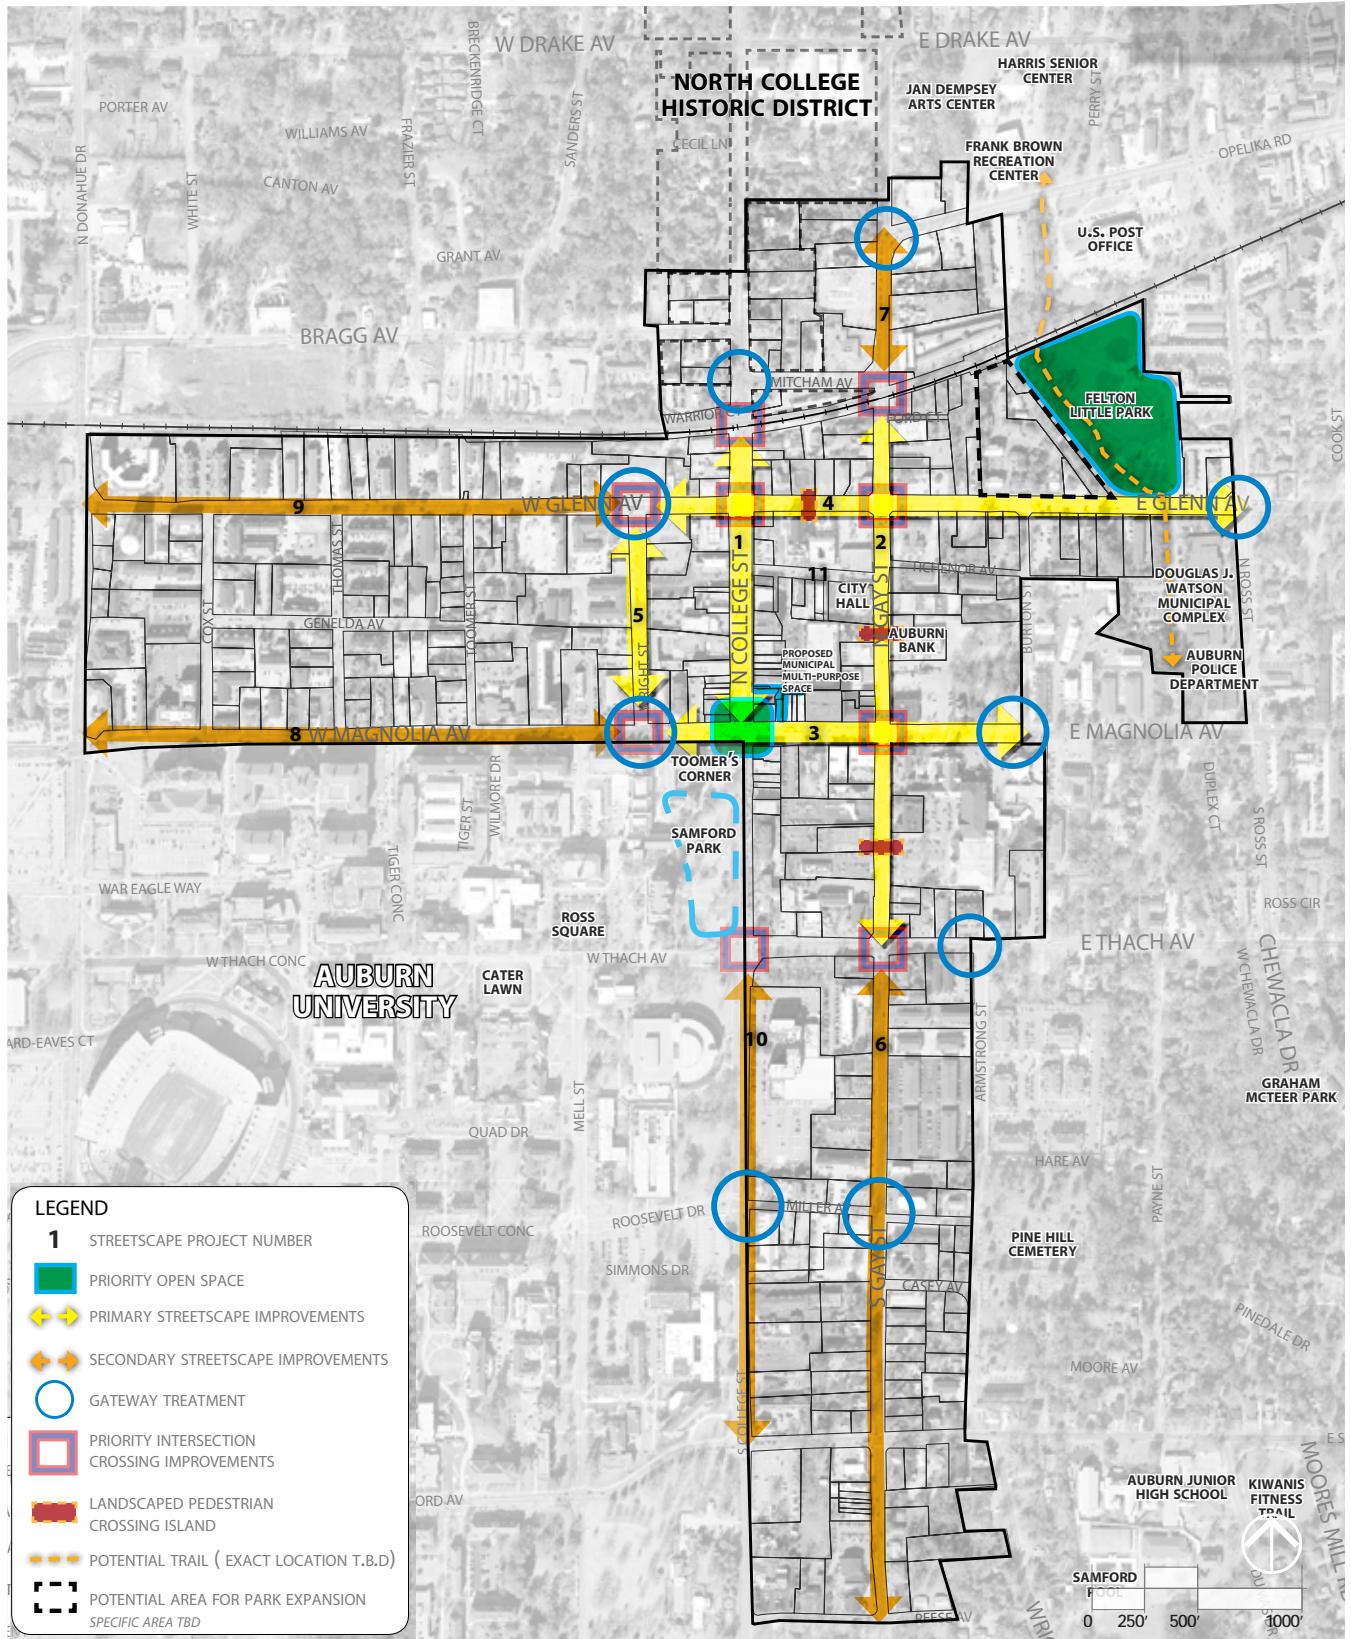 W DRAKE AV
E DRAKE AV
BRECKENRIDGE CT
HARRIS SENIOR
CENTER
NORTH COLLEGE
HISTORIC DISTRICT
JAN DEMPSEY
ARTS CENTER
PERRY ST
PORTER AV
WILLIAMS AV
FRAZIER ST
SANDERS ST
CECIL LN
FRANK BROWN
RECREATION
CENTER
OPELIKA RD
N DONAHUE DR
WHITE ST
CANTON AV
U.S. POST
OFFICE
GRANT AV
7
BRAGG AV
MITCHAM AV
WARRIOR C
FORD CT
FELTON
LITTLE PARK
COOK ST
W GLENN AV
E GLENN AV
9
4
1
2
N COLLEGE ST
N GAY ST
THOMAS ST
11
TICHENOR AV
CITY
HALL
DOUGLAS J.
WATSON
MUNICIPAL
COMPLEX
N ROSS ST
COX ST
GENELDA AV
TOOMER ST
5
WRIGHT ST
BURTON ST
AUBURN
BANK
PROPOSED
MUNICIPAL
MULTI-PURPOSE
SPACE
AUBURN
POLICE
DEPARTMENT
8
W MAGNOLIA AV
3
E MAGNOLIA AV
TOOMER'S
CORNER
WILMORE DR
TIGER ST
DUPLEX CT
S ROSS ST
SAMFORD
PARK
TIGER CONC
WAR EAGLE WAY
ROSS CIR
ROSS
SQUARE
E THACH AV
W THACH CONC
W THACH AV
AUBURN
UNIVERSITY
CATER
LAWN
CHEWACLA DR
W CHEWACLA DR
ARD-EAVES CT
10
6
ARMSTRONG ST
GRAHAM
MCTEER PARK
MELL ST
QUAD DR
HARE AV
PAYNE ST
MILLER A
ROOSEVELT DR
ROOSEVELT CONC
PINE HILL
CEMETERY
SIMMONS DR
S GAY ST
CASEY AV
PINEDALE DR
MOORE AV
S COLLEGE ST
E S
MOORES MILL RD
AUBURN JUNIOR
HIGH SCHOOL
KIWANIS
FITNESS
TRAIL
ORD AV
SAMFORD
POOL
REESE AV
0 250' 500' 1000'
LEGEND
1 STREETSCAPE PROJECT NUMBER
PRIORITY OPEN SPACE
PRIMARY STREETSCAPE IMPROVEMENTS
SECONDARY STREETSCAPE IMPROVEMENTS
GATEWAY TREATMENT
PRIORITY INTERSECTION
CROSSING IMPROVEMENTS
LANDSCAPED PEDESTRIAN
CROSSING ISLAND
POTENTIAL TRAIL ( EXACT LOCATION T.B.D)
POTENTIAL AREA FOR PARK EXPANSION
SPECIFIC AREA TBD